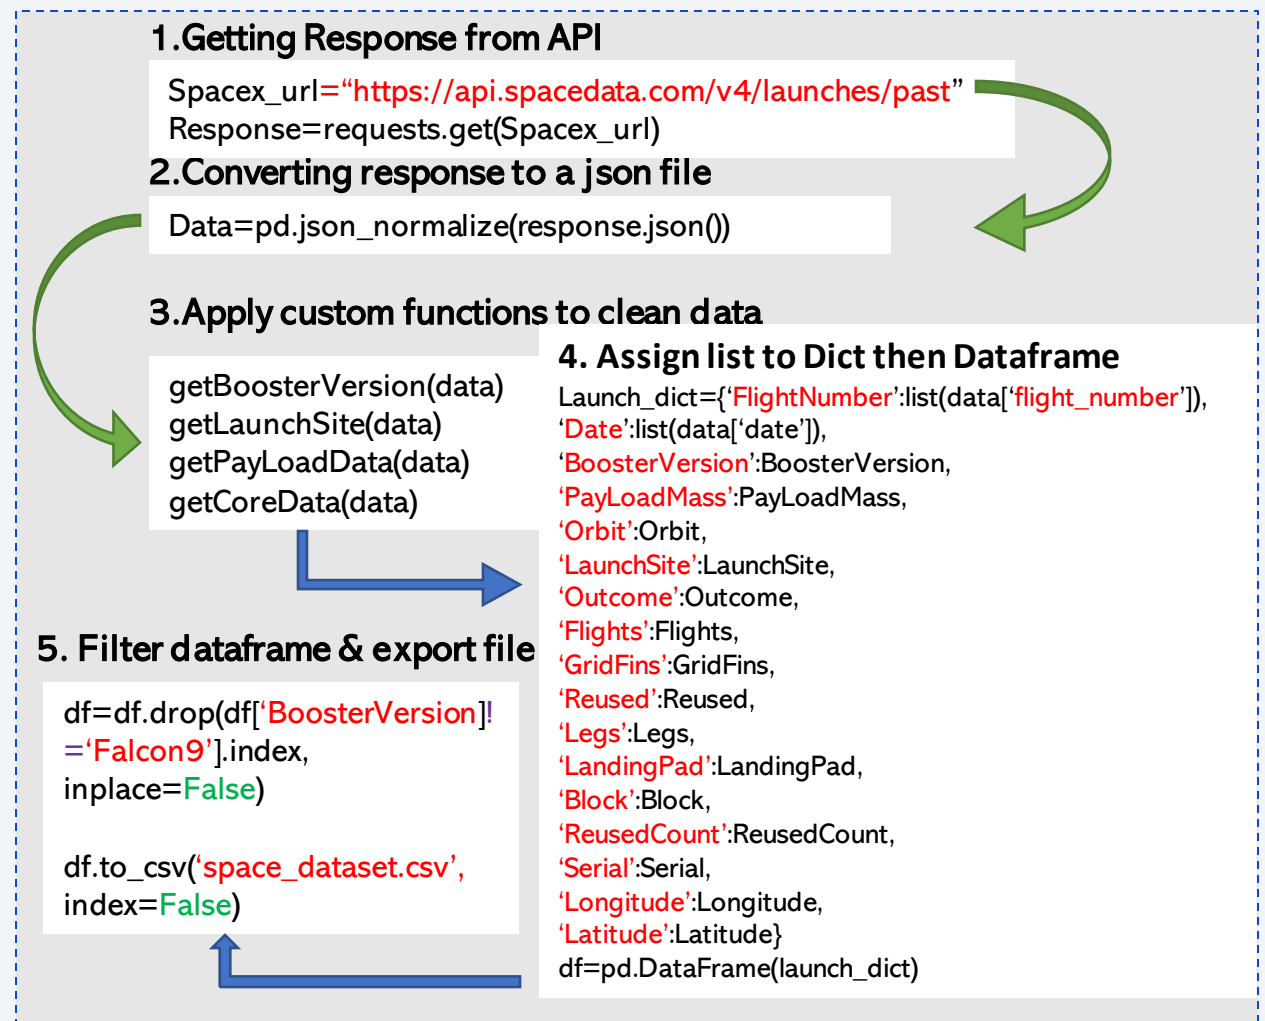 1.Getting Response from API
Spacex_url=“https://api.spacedata.com/v4/launches/past”
Response=requests.get(Spacex_url)
2.Converting response to a json file
Data=pd.json_normalize(response.json())
3.Apply custom functions to clean data
getBoosterVersion(data)
getLaunchSite(data)
getPayLoadData(data)
getCoreData(data)
4. Assign list to Dict then Dataframe
Launch_dict={‘FlightNumber’:list(data[‘flight_number’]),
‘Date’:list(data[‘date’]),
‘BoosterVersion’:BoosterVersion,
‘PayLoadMass’:PayLoadMass,
‘Orbit’:Orbit,
‘LaunchSite’:LaunchSite,
‘Outcome’:Outcome,
‘Flights’:Flights,
‘GridFins’:GridFins,
‘Reused’:Reused,
‘Legs’:Legs,
‘LandingPad’:LandingPad,
‘Block’:Block,
‘ReusedCount’:ReusedCount,
‘Serial’:Serial,
‘Longitude’:Longitude,
‘Latitude’:Latitude}
df=pd.DataFrame(launch_dict)
5. Filter dataframe & export file
df=df.drop(df[‘BoosterVersion]!
=‘Falcon9’].index,
inplace=False)
df.to_csv(‘space_dataset.csv’,
index=False)